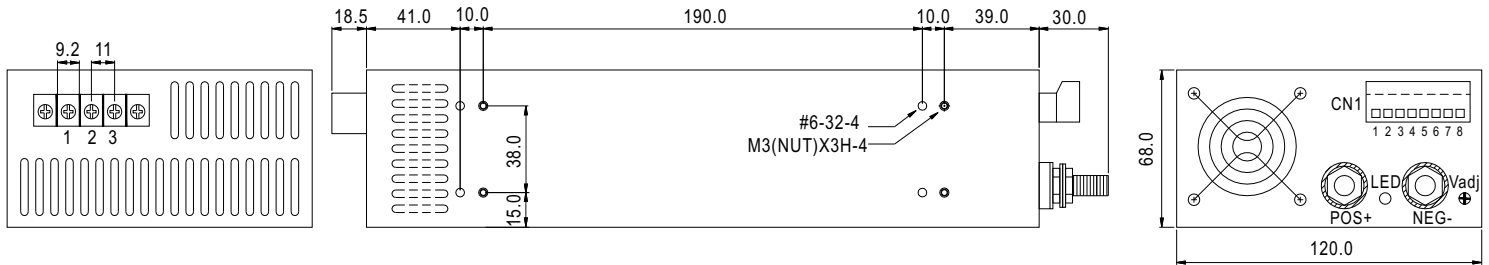 9.2 11
1 2 3
18.5 41.0 10.0 190.0 10.0 39.0 30.0
#6-32-4
M3(NUT)X3H-4
38.0
15.0
68.0
CN1
1 2 3 4 5 6 7 8
LED Vadj
POS+ NEG-
120.0